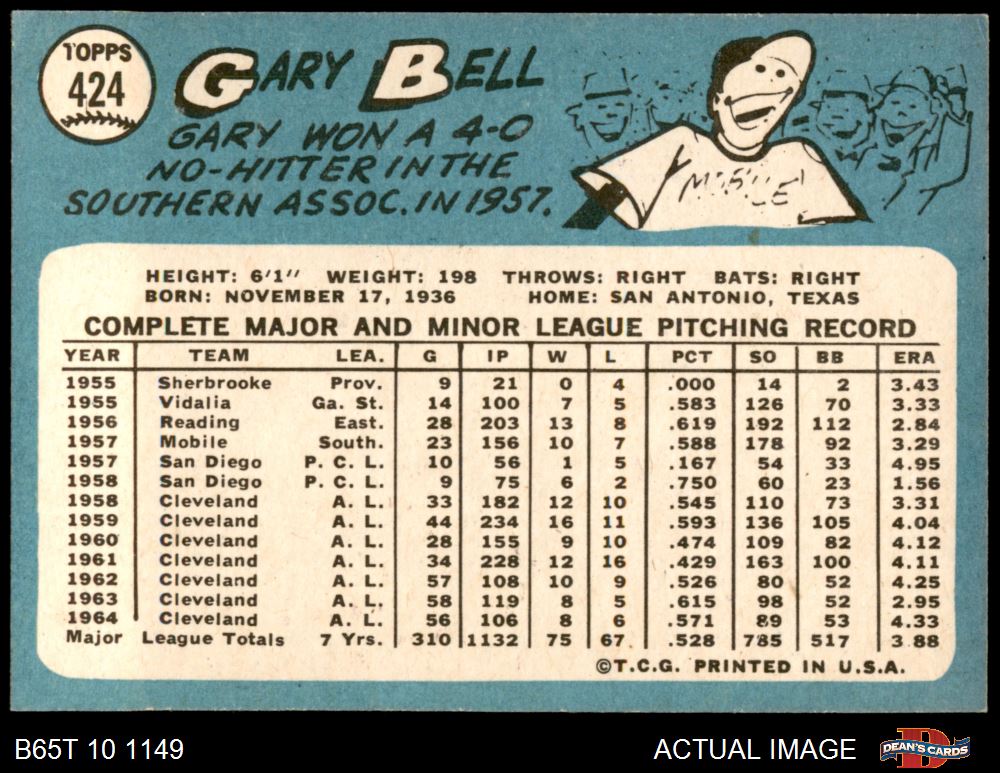 TOPPS
424
GARY BELL
GARY WON A 4-0
NO-HITTER IN THE
SOUTHERN ASSOC. IN 1957.
MOBILE
HEIGHT: 6'1" WEIGHT: 198 THROWS: RIGHT BATS: RIGHT
BORN: NOVEMBER 17, 1936 HOME: SAN ANTONIO, TEXAS
COMPLETE MAJOR AND MINOR LEAGUE PITCHING RECORD
YEAR TEAM LEA. G IP W L PCT SO BB ERA
1955 Sherbrooke Prov. 9 21 0 4 .000 14 2 3.43
1955 Vidalia Ga. St. 14 100 7 5 .583 126 70 3.33
1956 Reading East. 28 203 13 8 .619 192 112 2.84
1957 Mobile South. 23 156 10 7 .588 178 92 3.29
1957 San Diego P. C. L. 10 56 1 5 .167 54 33 4.95
1958 San Diego P. C. L. 9 75 6 2 .750 60 23 1.56
1958 Cleveland A. L. 33 182 12 10 .545 110 73 3.31
1959 Cleveland A. L. 44 234 16 11 .593 136 105 4.04
1960 Cleveland A. L. 28 155 9 10 .474 109 82 4.12
1961 Cleveland A. L. 34 228 12 16 .429 163 100 4.11
1962 Cleveland A. L. 57 108 10 9 .526 80 52 4.25
1963 Cleveland A. L. 58 119 8 5 .615 98 52 2.95
1964 Cleveland A. L. 56 106 8 6 .571 89 53 4.33
Major League Totals 7 Yrs. 310 1132 75 67 .528 785 517 3.88
©T.C.G. PRINTED IN U.S.A.
B65T 10 1149 ACTUAL IMAGE DEAN'S CARDS